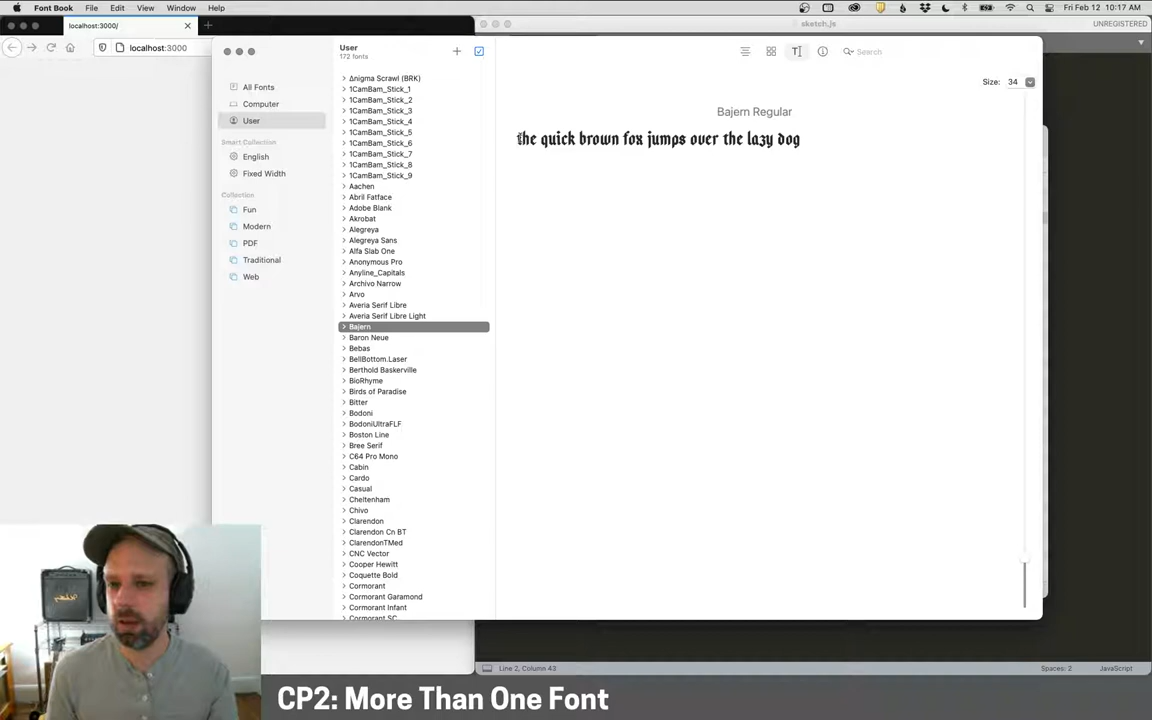 Font Book File Edit View Window Help
Fri Feb 12 10:17 AM
localhost:3000/
sketch.js
UNREGISTERED
localhost:3000
User
172 fonts
Search
Size: 34
All Fonts
Computer
User
Smart Collection
English
Fixed Width
Collection
Fun
Modern
PDF
Traditional
Web
Δnigma Scrawl (BRK)
1CamBam_Stick_1
1CamBam_Stick_2
1CamBam_Stick_3
1CamBam_Stick_4
1CamBam_Stick_5
1CamBam_Stick_6
1CamBam_Stick_7
1CamBam_Stick_8
1CamBam_Stick_9
Aachen
Abril Fatface
Adobe Blank
Akrobat
Alegreya
Alegreya Sans
Alfa Slab One
Anonymous Pro
Anyline_Capitals
Archivo Narrow
Arvo
Averia Serif Libre
Averia Serif Libre Light
Bajern
Baron Neue
Bebas
BellBottom.Laser
Berthold Baskerville
BioRhyme
Birds of Paradise
Bitter
Bodoni
BodoniUltraFLF
Boston Line
Bree Serif
C64 Pro Mono
Cabin
Cardo
Casual
Cheltenham
Chivo
Clarendon
Clarendon Cn BT
ClarendonTMed
CNC Vector
Cooper Hewitt
Coquette Bold
Cormorant
Cormorant Garamond
Cormorant Infant
Cormorant SC
Bajern Regular
the quick brown fox jumps over the lazy dog
Line 2, Column 43
Spaces: 2
JavaScript
CP2: More Than One Font